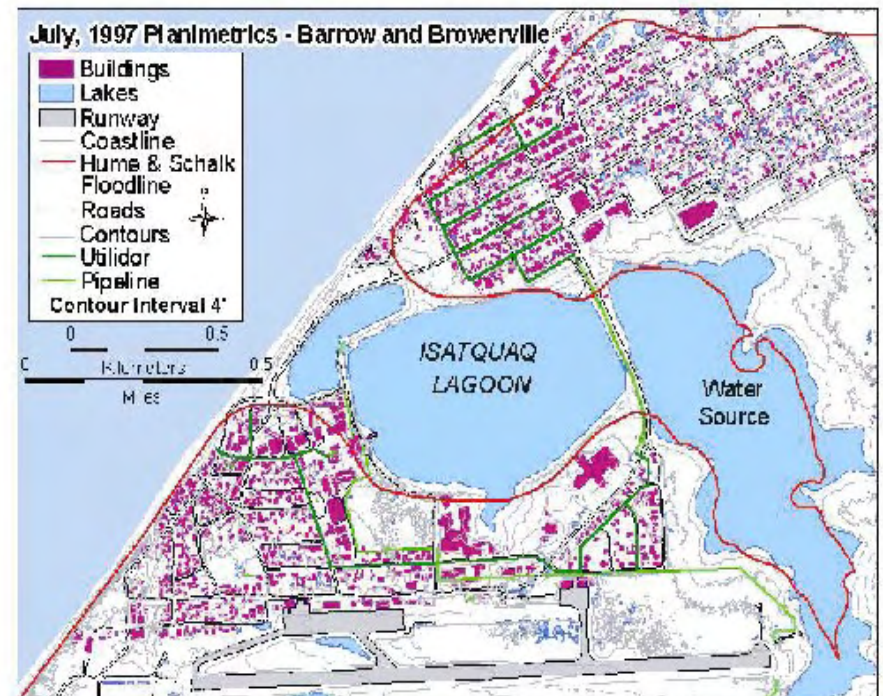 July, 1997 Planimetrics - Barrow and Browerville
Buildings
Lakes
Runway
Coastline
Hume & Schalk
Floodline
Roads
Contours
Utilidor
Pipeline
Contour Interval 4'
0 0.5
Kilometers
0 0.5
Miles
ISATQUAQ
LAGOON
Water
Source